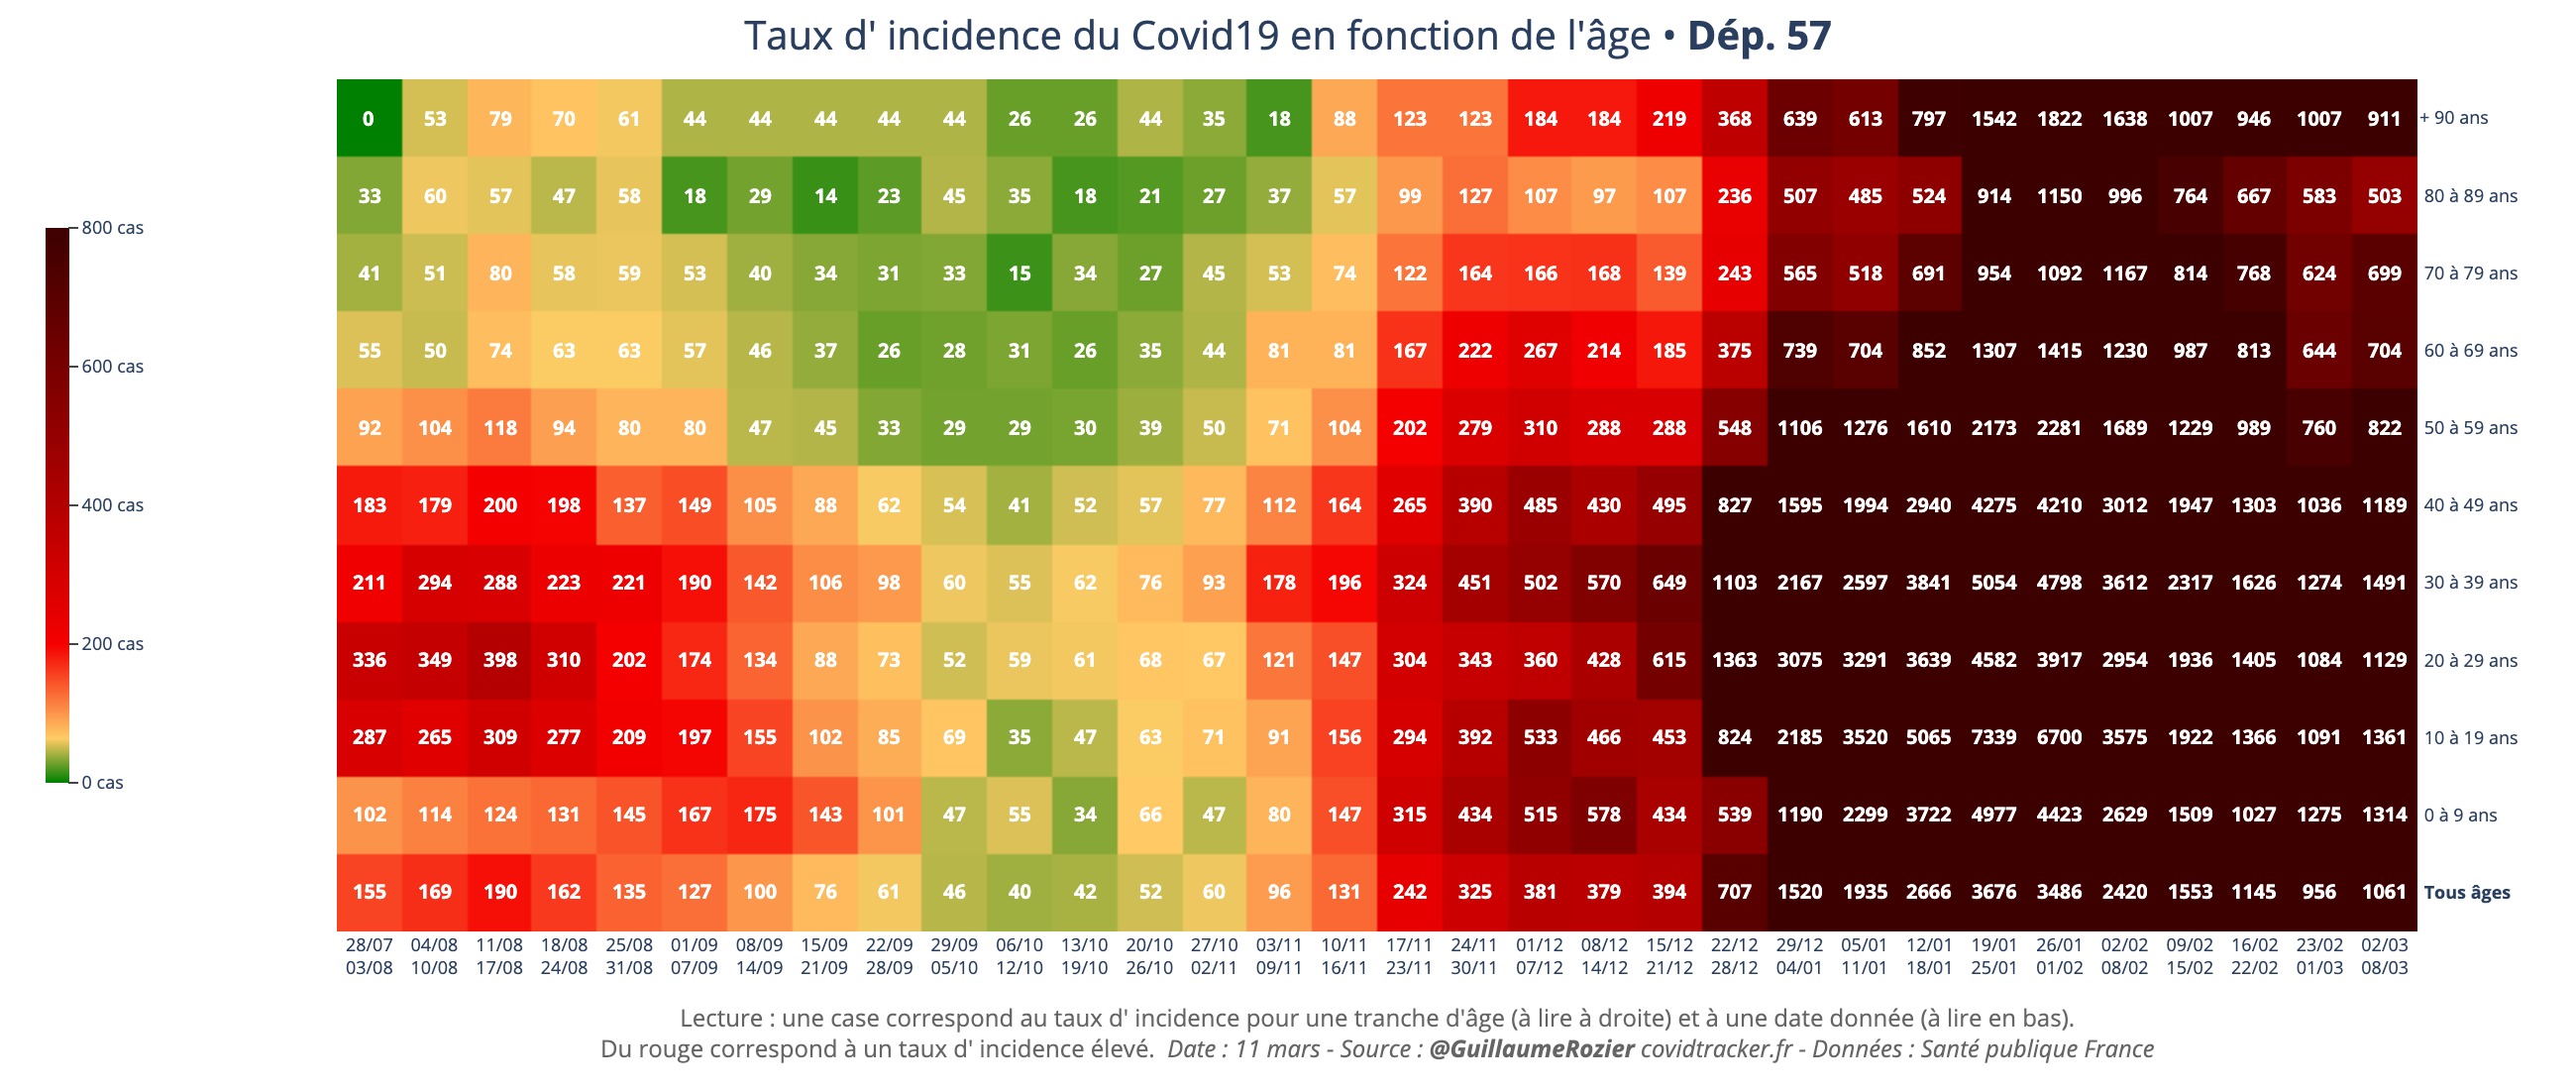 Taux d' incidence du Covid19 en fonction de l'âge • Dép. 57
800 cas
600 cas
400 cas
200 cas
0 cas
0 53 79 70 61 44 44 44 44 44 26 26 44 35 18 88 123 123 184 184 219 368 639 613 797 1542 1822 1638 1007 946 1007 911 + 90 ans
33 60 57 47 58 18 29 14 23 45 35 18 21 27 37 57 99 127 107 97 107 236 507 485 524 914 1150 996 764 667 583 503 80 à 89 ans
41 51 80 58 59 53 40 34 31 33 15 34 27 45 53 74 122 164 166 168 139 243 565 518 691 954 1092 1167 814 768 624 699 70 à 79 ans
55 50 74 63 63 57 46 37 26 28 31 26 35 44 81 81 167 222 267 214 185 375 739 704 852 1307 1415 1230 987 813 644 704 60 à 69 ans
92 104 118 94 80 80 47 45 33 29 29 30 39 50 71 104 202 279 310 288 288 548 1106 1276 1610 2173 2281 1689 1229 989 760 822 50 à 59 ans
183 179 200 198 137 149 105 88 62 54 41 52 57 77 112 164 265 390 485 430 495 827 1595 1994 2940 4275 4210 3012 1947 1303 1036 1189 40 à 49 ans
211 294 288 223 221 190 142 106 98 60 55 62 76 93 178 196 324 451 502 570 649 1103 2167 2597 3841 5054 4798 3612 2317 1626 1274 1491 30 à 39 ans
336 349 398 310 202 174 134 88 73 52 59 61 68 67 121 147 304 343 360 428 615 1363 3075 3291 3639 4582 3917 2954 1936 1405 1084 1129 20 à 29 ans
287 265 309 277 209 197 155 102 85 69 35 47 63 71 91 156 294 392 533 466 453 824 2185 3520 5065 7339 6700 3575 1922 1366 1091 1361 10 à 19 ans
102 114 124 131 145 167 175 143 101 47 55 34 66 47 80 147 315 434 515 578 434 539 1190 2299 3722 4977 4423 2629 1509 1027 1275 1314 0 à 9 ans
155 169 190 162 135 127 100 76 61 46 40 42 52 60 96 131 242 325 381 379 394 707 1520 1935 2666 3676 3486 2420 1553 1145 956 1061 Tous âges
28/07 04/08 11/08 18/08 25/08 01/09 08/09 15/09 22/09 29/09 06/10 13/10 20/10 27/10 03/11 10/11 17/11 24/11 01/12 08/12 15/12 22/12 29/12 05/01 12/01 19/01 26/01 02/02 09/02 16/02 23/02 02/03
03/08 10/08 17/08 24/08 31/08 07/09 14/09 21/09 28/09 05/10 12/10 19/10 26/10 02/11 09/11 16/11 23/11 30/11 07/12 14/12 21/12 28/12 04/01 11/01 18/01 25/01 01/02 08/02 15/02 22/02 01/03 08/03
Lecture : une case correspond au taux d' incidence pour une tranche d'âge (à lire à droite) et à une date donnée (à lire en bas).
Du rouge correspond à un taux d' incidence élevé. Date : 11 mars - Source : @GuillaumeRozier covidtracker.fr - Données : Santé publique France